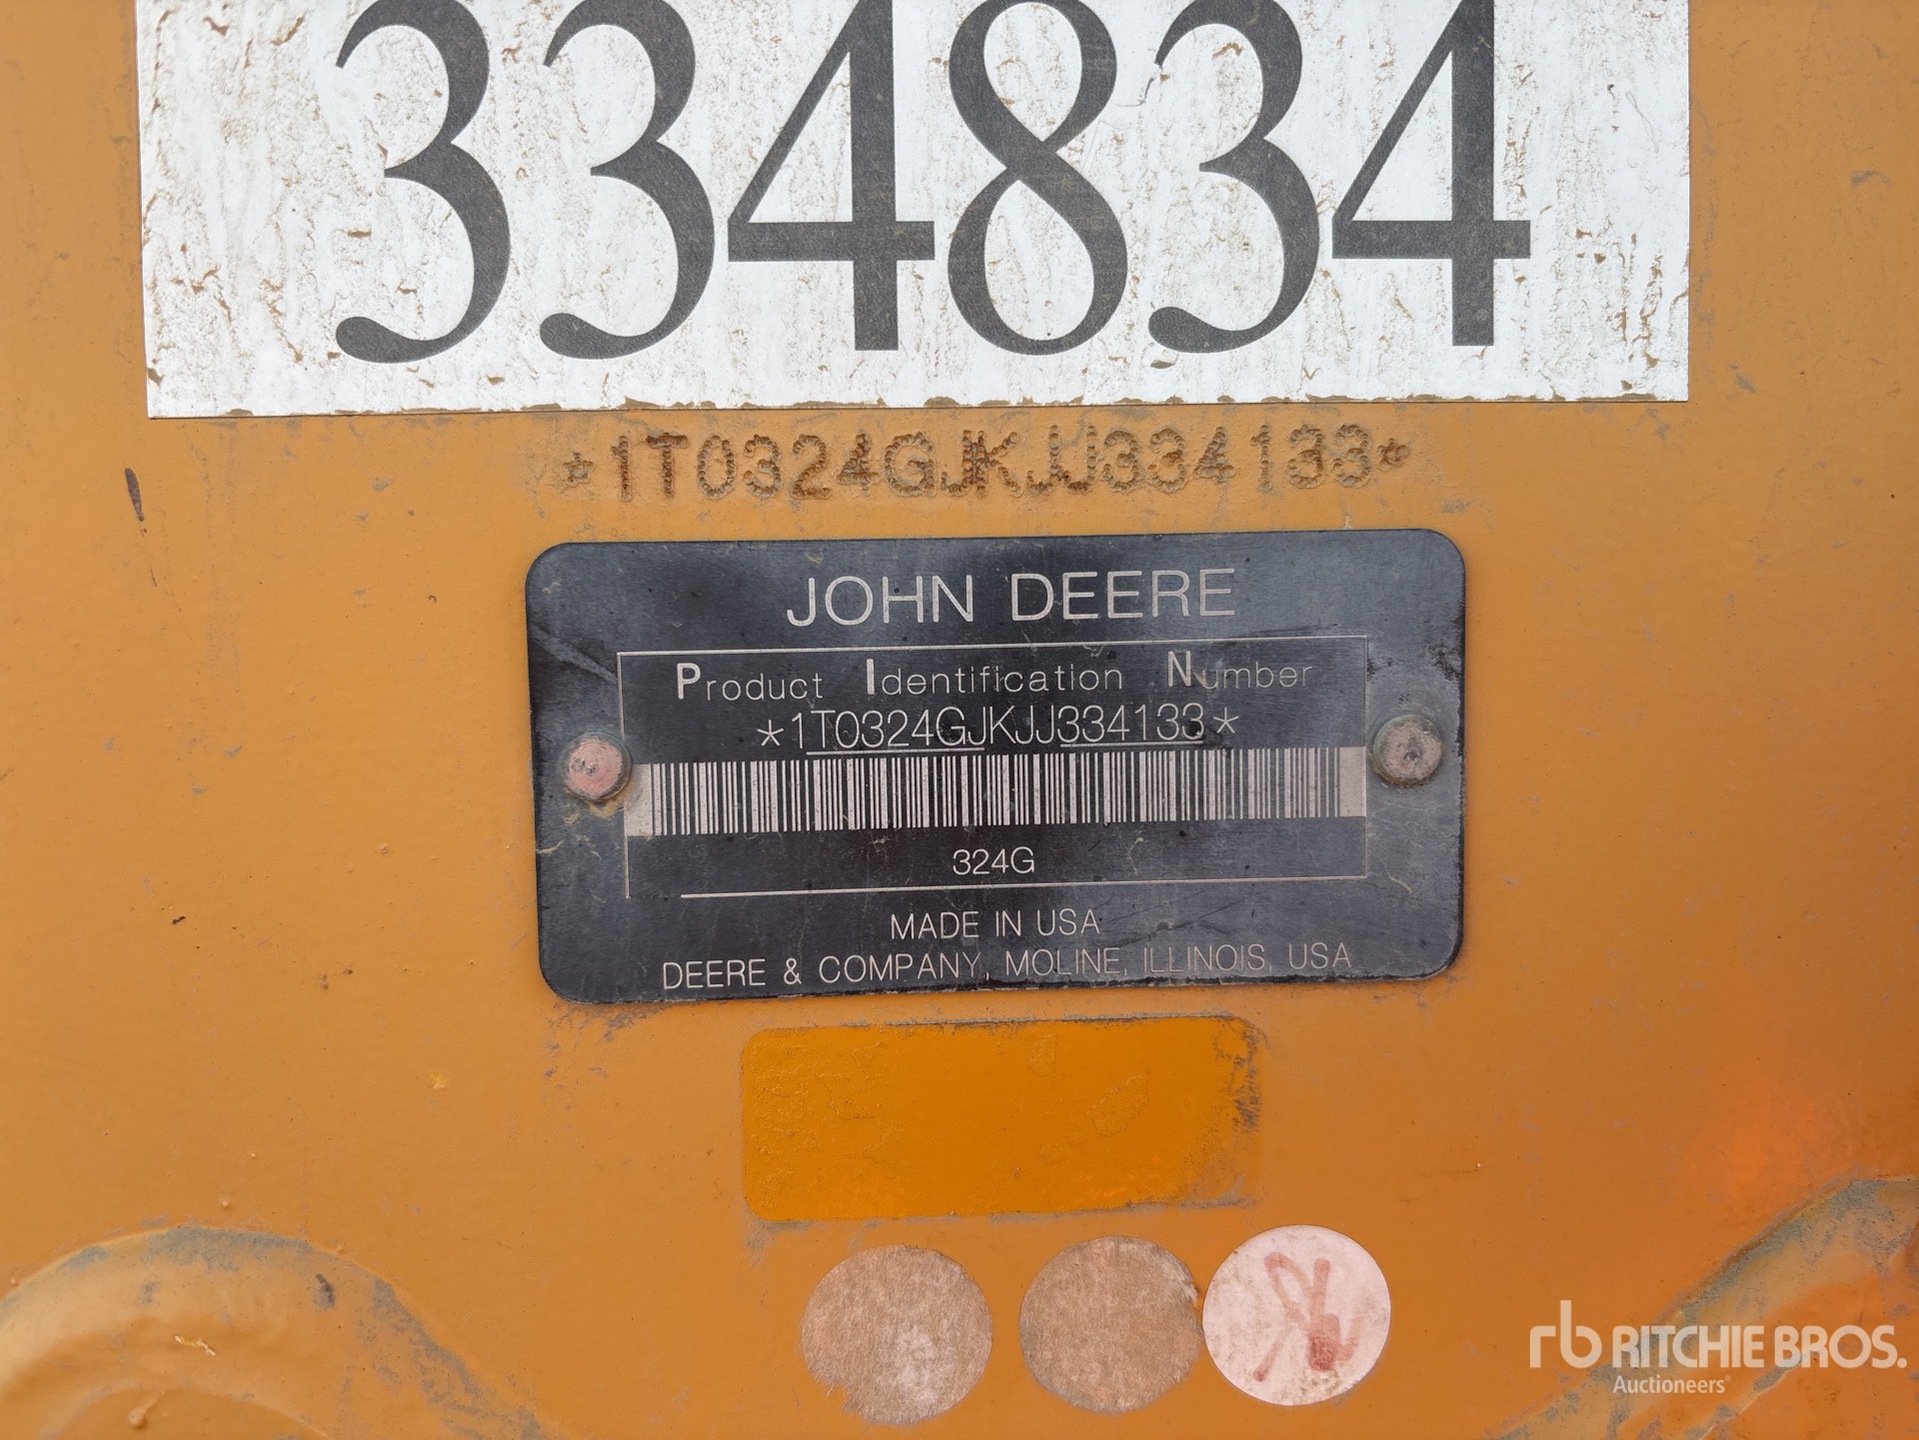 334834
*1T0324GJKJJ334133*
JOHN DEERE
Product Identification Number
*1T0324GJKJJ334133*
324G
MADE IN USA
DEERE & COMPANY, MOLINE, ILLINOIS, USA
rb RITCHIE BROS.
Auctioneers